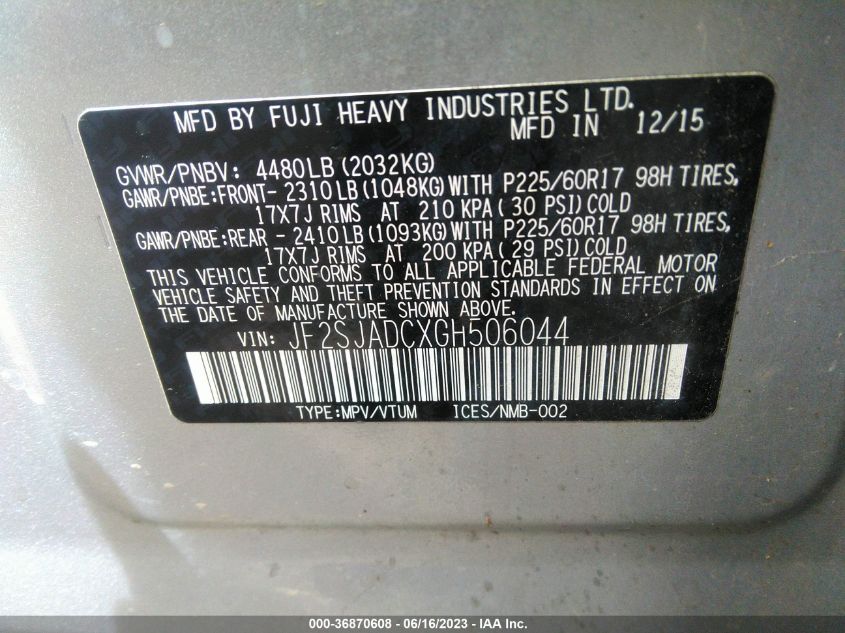 MFD BY FUJI HEAVY INDUSTRIES LTD.
MFD IN 12/15
GVWR/PNBV: 4480LB (2032KG)
GAWR/PNBE:FRONT- 2310LB (1048KG)WITH P225/60R17 98H TIRES,
17X7J RIMS AT 210 KPA( 30 PSI)COLD
GAWR/PNBE:REAR - 2410LB (1093KG)WITH P225/60R17 98H TIRES,
17X7J RIMS AT 200 KPA( 29 PSI)COLD
THIS VEHICLE CONFORMS TO ALL APPLICABLE FEDERAL MOTOR
VEHICLE SAFETY AND THEFT PREVENTION STANDARDS IN EFFECT ON
THE DATE OF MANUFACTURE SHOWN ABOVE.
VIN: JF2SJADCXGH506044
TYPE:MPV/VTUM ICES/NMB-002
000-36870608 - 06/16/2023 - IAA Inc.